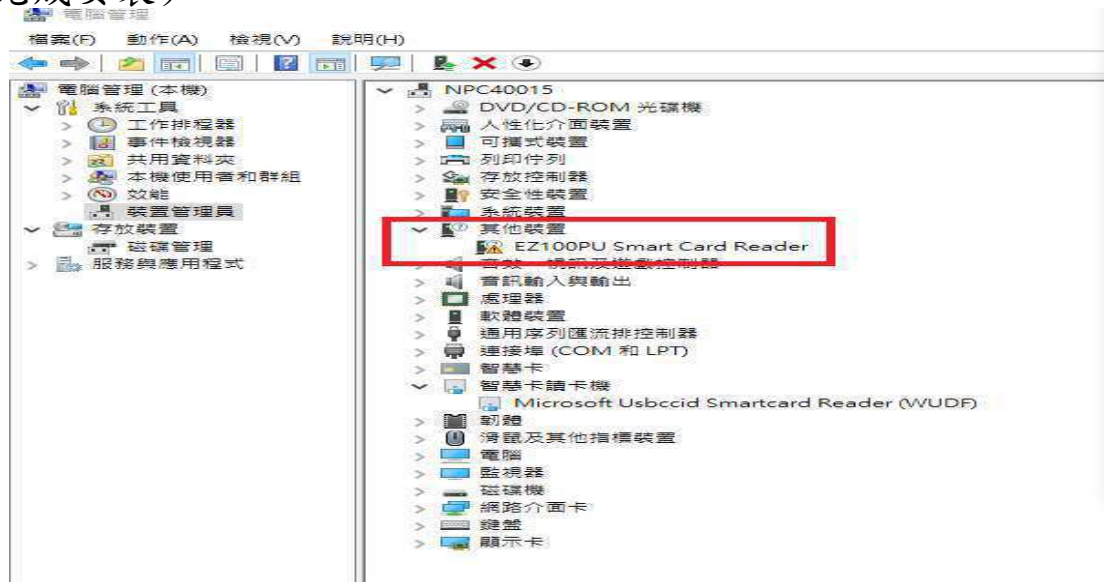 完成安裝)
電腦管理
檔案(F) 動作(A) 檢視(V) 說明(H)
電腦管理 (本機)
系統工具
工作排程器
事件檢視器
共用資料夾
本機使用者和群組
效能
裝置管理員
存放裝置
磁碟管理
服務與應用程式
NPC40015
DVD/CD-ROM 光碟機
人性化介面裝置
可攜式裝置
列印佇列
存放控制器
安全性裝置
系統裝置
其他裝置
EZ100PU Smart Card Reader
音效、視訊及遊戲控制器
音訊輸入與輸出
處理器
軟體裝置
通用序列匯流排控制器
連接埠 (COM 和 LPT)
智慧卡
智慧卡讀卡機
Microsoft Usbccid Smartcard Reader (WUDF)
韌體
滑鼠及其他指標裝置
電腦
監視器
磁碟機
網路介面卡
鍵盤
顯示卡